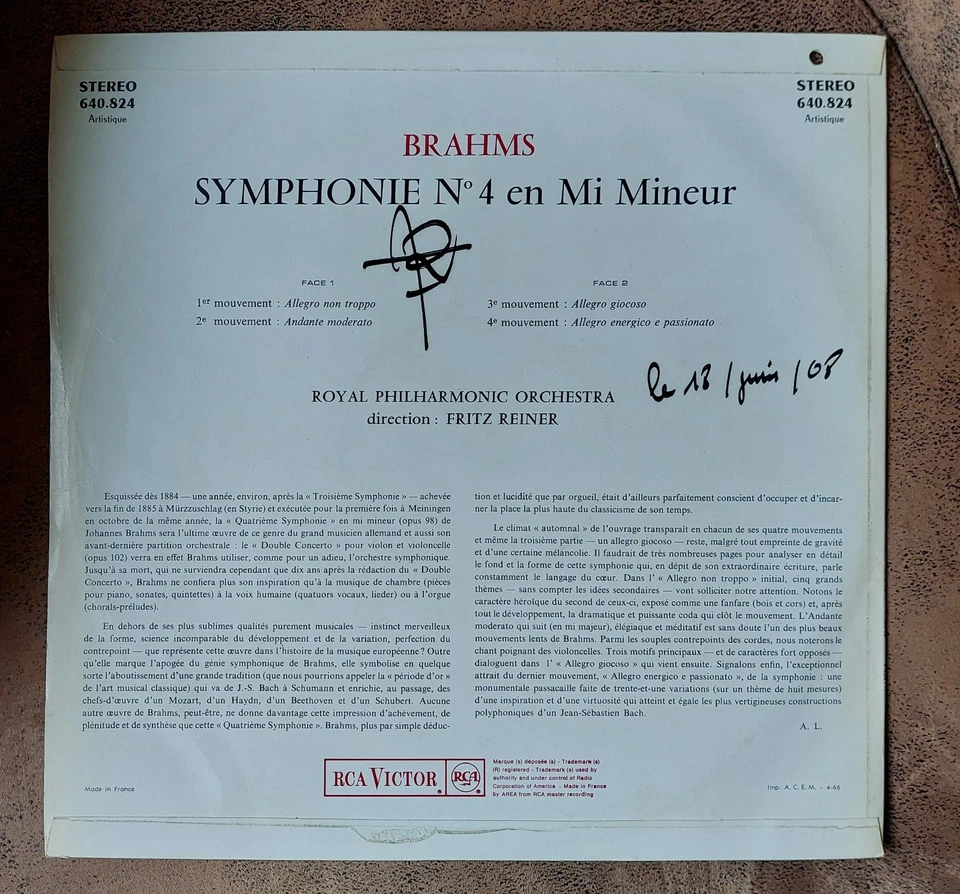 STEREO
640.824
Artistique
STEREO
640.824
Artistique
BRAHMS
SYMPHONIE Nº 4 en Mi Mineur
FACE 1
1er mouvement : Allegro non troppo
2e mouvement : Andante moderato
FACE 2
3e mouvement : Allegro giocoso
4e mouvement : Allegro energico e passionato
le 18 / juin / 08
ROYAL PHILHARMONIC ORCHESTRA
direction : FRITZ REINER
Esquissée dès 1884 — une année, environ, après la « Troisième Symphonie » — achevée
vers la fin de 1885 à Mürzzuschlag (en Styrie) et exécutée pour la première fois à Meiningen
en octobre de la même année, la « Quatrième Symphonie » en mi mineur (opus 98) de
Johannes Brahms sera l'ultime œuvre de ce genre du grand musicien allemand et aussi son
avant-dernière partition orchestrale : le « Double Concerto » pour violon et violoncelle
(opus 102) verra en effet Brahms utiliser, comme pour un adieu, l'orchestre symphonique.
Jusqu'à sa mort, qui ne surviendra cependant que dix ans après la rédaction du « Double
Concerto », Brahms ne confiera plus son inspiration qu'à la musique de chambre (pièces
pour piano, sonates, quintettes) à la voix humaine (quatuors vocaux, lieder) ou à l'orgue
(chorals-préludes).
En dehors de ses plus sublimes qualités purement musicales — instinct merveilleux
de la forme, science incomparable du développement et de la variation, perfection du
contrepoint — que représente cette œuvre dans l'histoire de la musique européenne ? Outre
qu'elle marque l'apogée du génie symphonique de Brahms, elle symbolise en quelque
sorte l'aboutissement d'une grande tradition (que nous pourrions appeler la « période d'or »
de l'art musical classique) qui va de J.-S. Bach à Schumann et enrichie, au passage, des
chefs-d'œuvre d'un Mozart, d'un Haydn, d'un Beethoven et d'un Schubert. Aucune
autre œuvre de Brahms, peut-être, ne donne davantage cette impression d'achèvement, de
plénitude et de synthèse que cette « Quatrième Symphonie ». Brahms, plus par simple déduc-
tion et lucidité que par orgueil, était d'ailleurs parfaitement conscient d'occuper et d'incar-
ner la place la plus haute du classicisme de son temps.
Le climat « automnal » de l'ouvrage transparaît en chacun de ses quatre mouvements
et même la troisième partie — un allegro giocoso — reste, malgré tout empreinte de gravité
et d'une certaine mélancolie. Il faudrait de très nombreuses pages pour analyser en détail
le fond et la forme de cette symphonie qui, en dépit de son extraordinaire écriture, parle
constamment le langage du cœur. Dans l' « Allegro non troppo » initial, cinq grands
thèmes — sans compter les idées secondaires — vont solliciter notre attention. Notons le
caractère héroïque du second de ceux-ci, exposé comme une fanfare (bois et cors) et, après
tout le développement, la dramatique et puissante coda qui clôt le mouvement. L'Andante
moderato qui suit (en mi majeur), élégiaque et méditatif est sans doute l'un des plus beaux
mouvements lents de Brahms. Parmi les souples contrepoints des cordes, nous noterons le
chant poignant des violoncelles. Trois motifs principaux — et de caractères fort opposés —
dialoguent dans l' « Allegro giocoso » qui vient ensuite. Signalons enfin, l'exceptionnel
attrait du dernier mouvement, « Allegro energico e passionato », de la symphonie : une
monumentale passacaille faite de trente-et-une variations (sur un thème de huit mesures)
d'une inspiration et d'une virtuosité qui atteint et égale les plus vertigineuses constructions
polyphoniques d'un Jean-Sébastien Bach.
A. L.
Made in France
RCA VICTOR RCA
Marque (s) déposée (s) - Trademark (s)
(R) registered - Trademark (s) used by
authority and under control of Radio
Corporation of America - Made in France
by AREA from RCA master recording
Imp. A. C. E. M. - 4-66